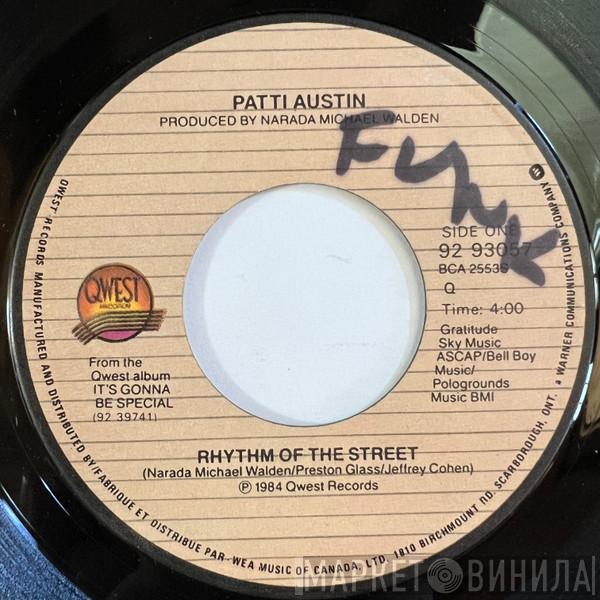 PATTI AUSTIN
PRODUCED BY NARADA MICHAEL WALDEN
FUNK
SIDE ONE
92 93057
BCA 25536
Q
Time: 4:00
Gratitude
Sky Music
ASCAP/Bell Boy
Music/
Pologrounds
Music BMI
QWEST
RECORDS
From the
Qwest album
IT'S GONNA
BE SPECIAL
(92 39741)
RHYTHM OF THE STREET
(Narada Michael Walden/Preston Glass/Jeffrey Cohen)
Ⓟ 1984 Qwest Records
QWEST RECORDS MANUFACTURED AND DISTRIBUTED BY/FABRIQUE ET DISTRIBUE PAR-WEA MUSIC OF CANADA, LTD, 1810 BIRCHMOUNT RD. SCARBOROUGH, ONT. a WARNER COMMUNICATIONS COMPANY
МАРКЕТ ВИНИЛА